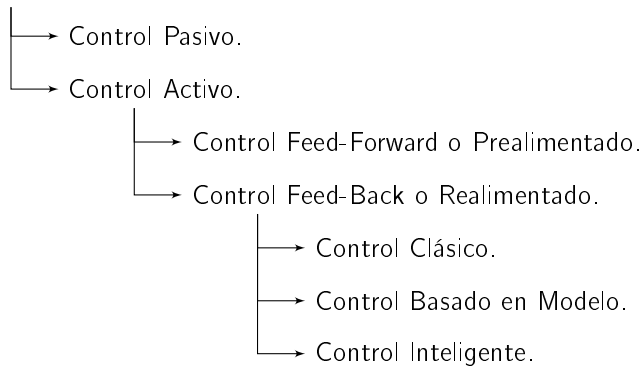 Control Pasivo.
Control Activo.
Control Feed-Forward o Prealimentado.
Control Feed-Back o Realimentado.
Control Clásico.
Control Basado en Modelo.
Control Inteligente.